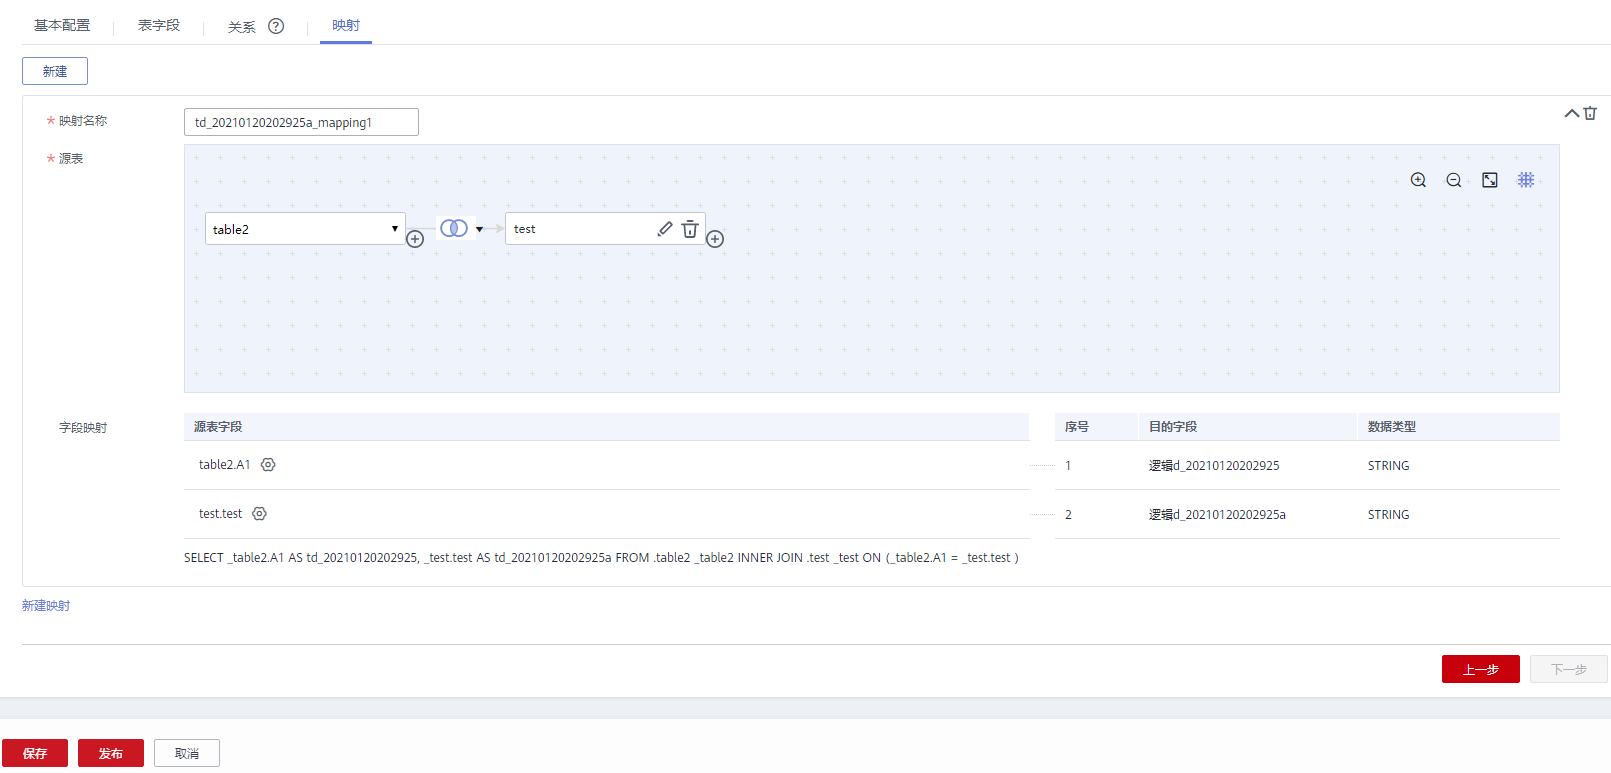 基本配置 表字段 关系 ? 映射
新建
* 映射名称 td_20210120202925a_mapping1
* 源表
table2 test
字段映射 源表字段 序号 目的字段 数据类型
table2.A1 1 逻辑d_20210120202925 STRING
test.test 2 逻辑d_20210120202925a STRING
SELECT _table2.A1 AS td_20210120202925, _test.test AS td_20210120202925a FROM .table2 _table2 INNER JOIN .test _test ON (_table2.A1 = _test.test )
新建映射
上一步 下一步
保存 发布 取消